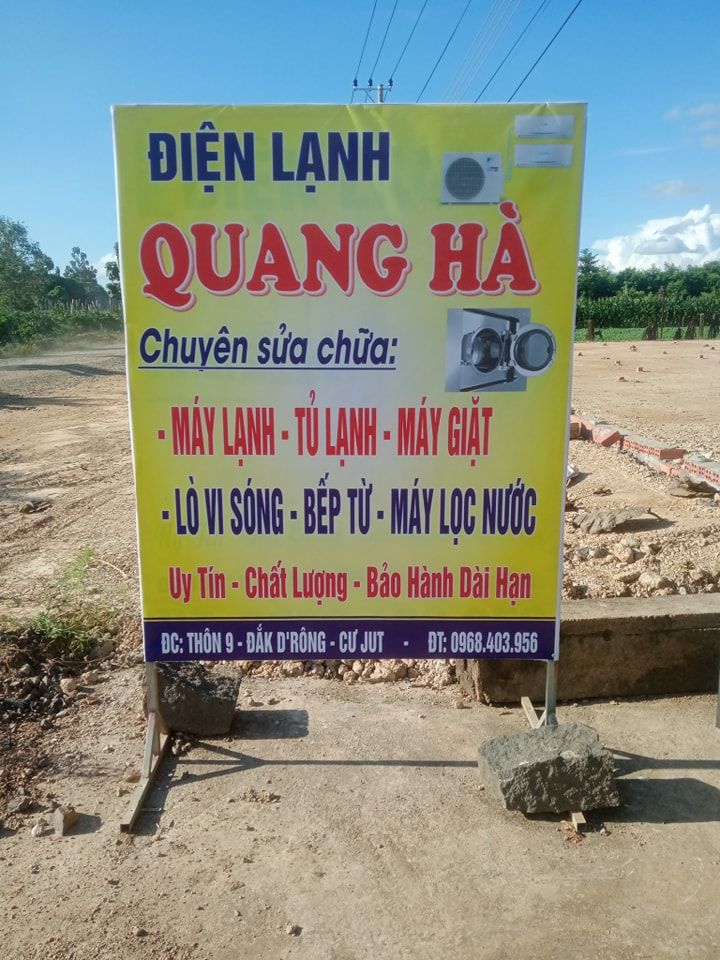 ĐIỆN LẠNH
QUANG HÀ
Chuyên sửa chữa:
- MÁY LẠNH - TỦ LẠNH - MÁY GIẶT
- LÒ VI SÓNG - BẾP TỪ - MÁY LỌC NƯỚC
Uy Tín - Chất Lượng - Bảo Hành Dài Hạn
ĐC: THÔN 9 - ĐẮK D'RÔNG - CƯ JUT - ĐT: 0968.403.956